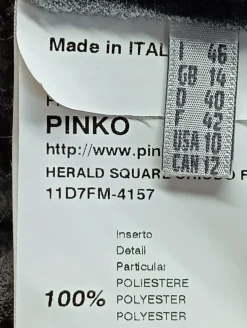 Made in ITAL
I 46
GB 14
D 40
F 42
USA 10
CAN 12
PINKO
http://www.pin
HERALD SQUAR
11D7FM-4157
Inserto
Detail
Particular
POLIESTERE
100% POLYESTER
POLYESTER